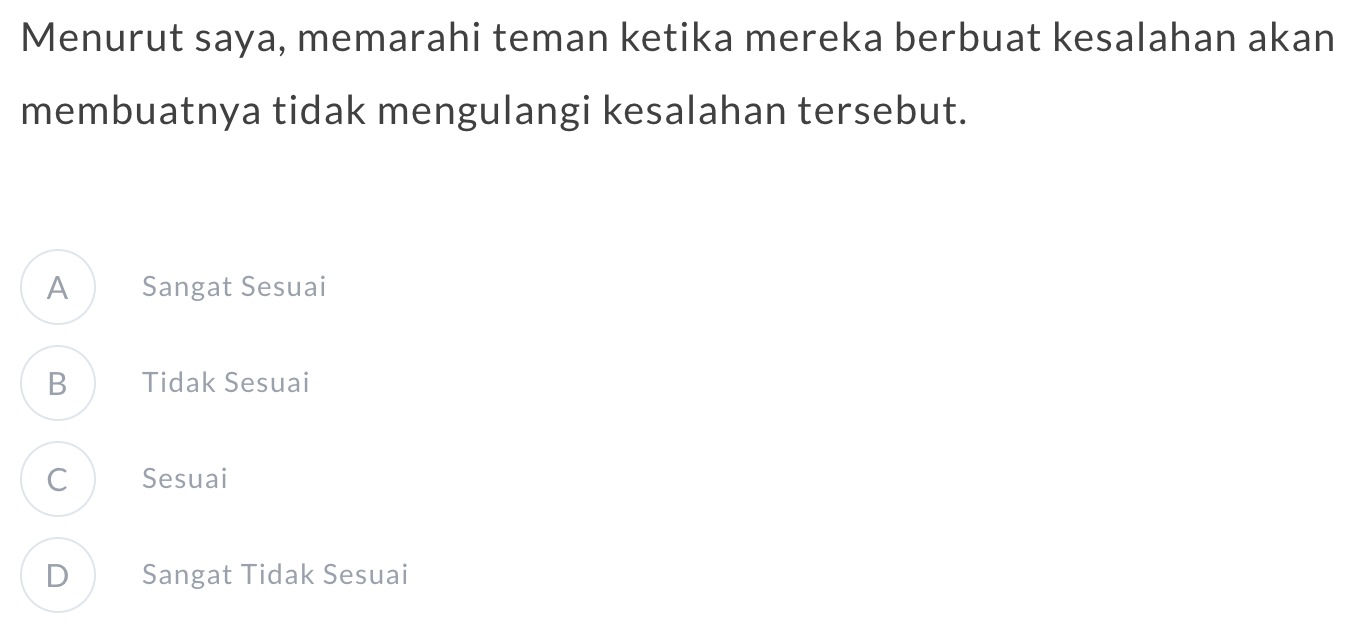 Menurut saya, memarahi teman ketika mereka berbuat kesalahan akan
membuatnya tidak mengulangi kesalahan tersebut.
A Sangat Sesuai
B Tidak Sesuai
C Sesuai
D Sangat Tidak Sesuai